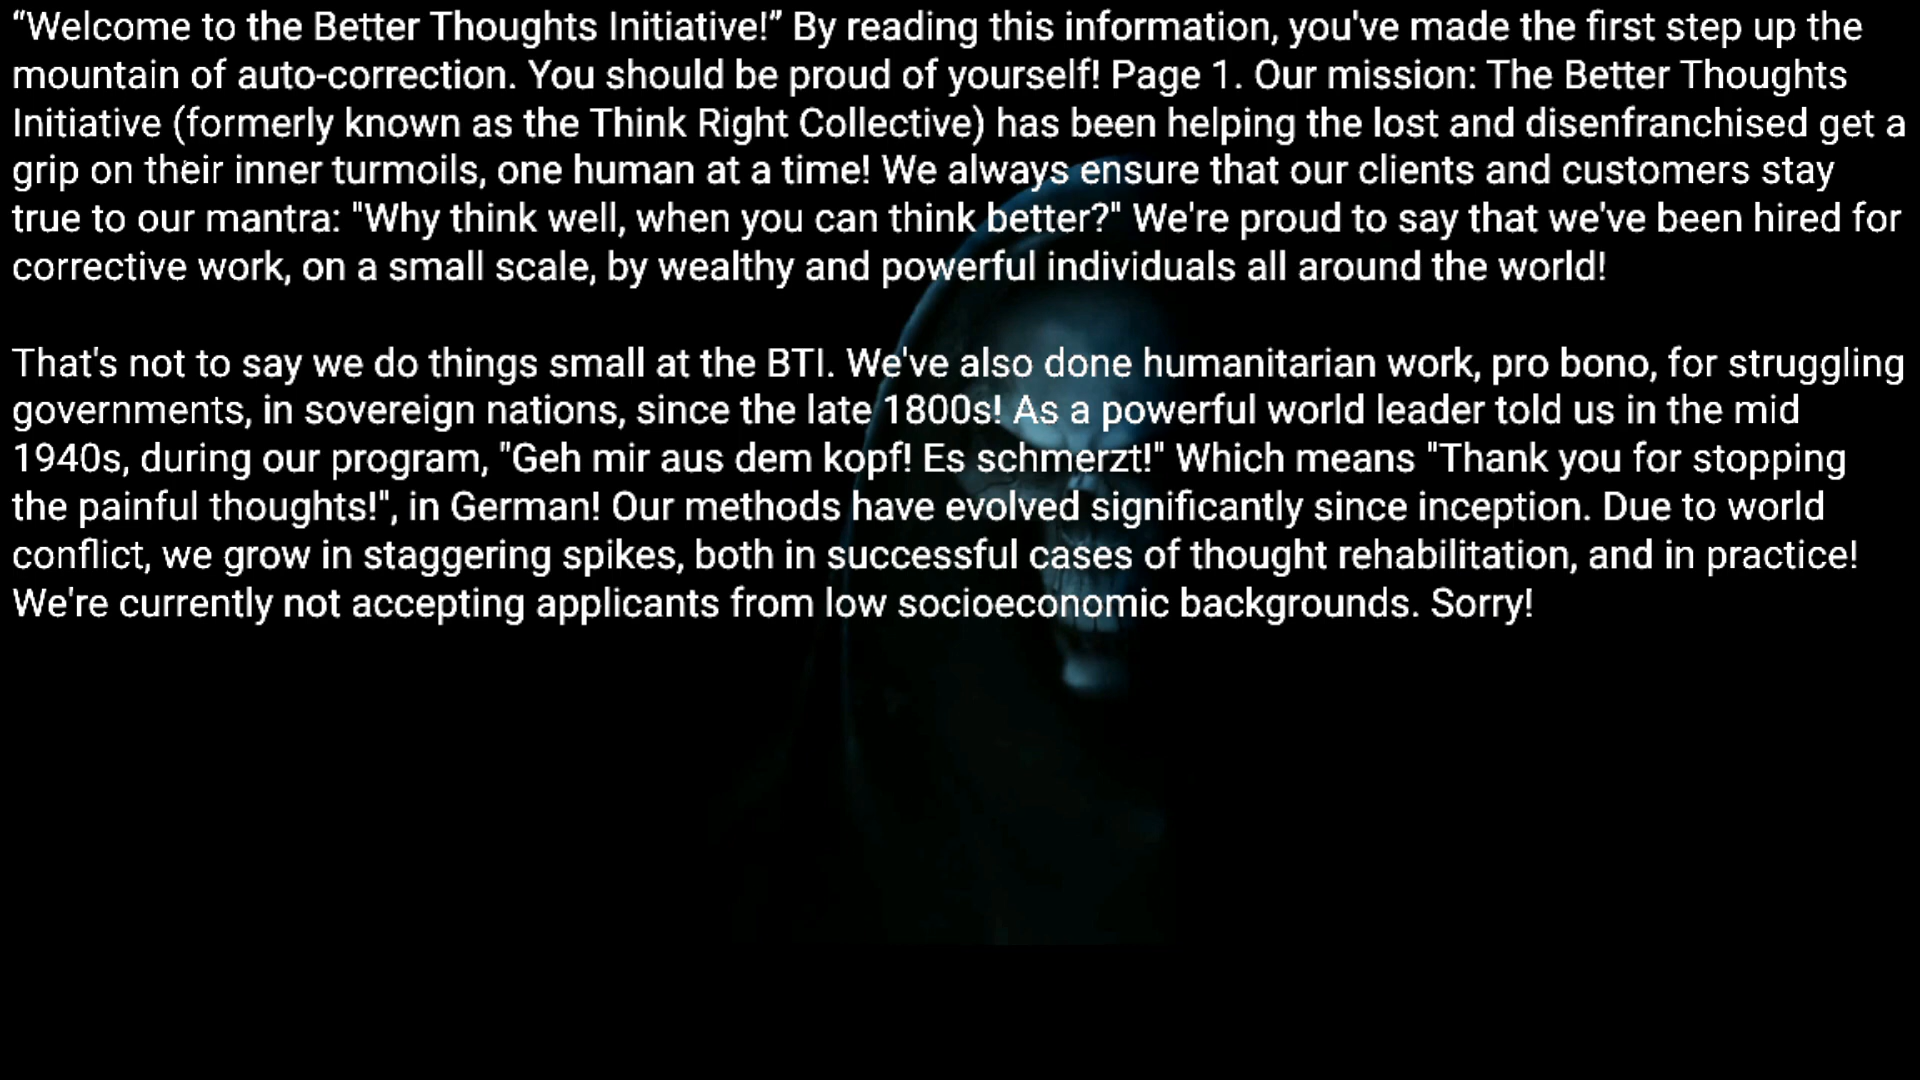 “Welcome to the Better Thoughts Initiative!” By reading this information, you've made the first step up the
mountain of auto-correction. You should be proud of yourself! Page 1. Our mission: The Better Thoughts
Initiative (formerly known as the Think Right Collective) has been helping the lost and disenfranchised get a
grip on their inner turmoils, one human at a time! We always ensure that our clients and customers stay
true to our mantra: "Why think well, when you can think better?" We're proud to say that we've been hired for
corrective work, on a small scale, by wealthy and powerful individuals all around the world!
That's not to say we do things small at the BTI. We've also done humanitarian work, pro bono, for struggling
governments, in sovereign nations, since the late 1800s! As a powerful world leader told us in the mid
1940s, during our program, "Geh mir aus dem kopf! Es schmerzt!" Which means "Thank you for stopping
the painful thoughts!", in German! Our methods have evolved significantly since inception. Due to world
conflict, we grow in staggering spikes, both in successful cases of thought rehabilitation, and in practice!
We're currently not accepting applicants from low socioeconomic backgrounds. Sorry!